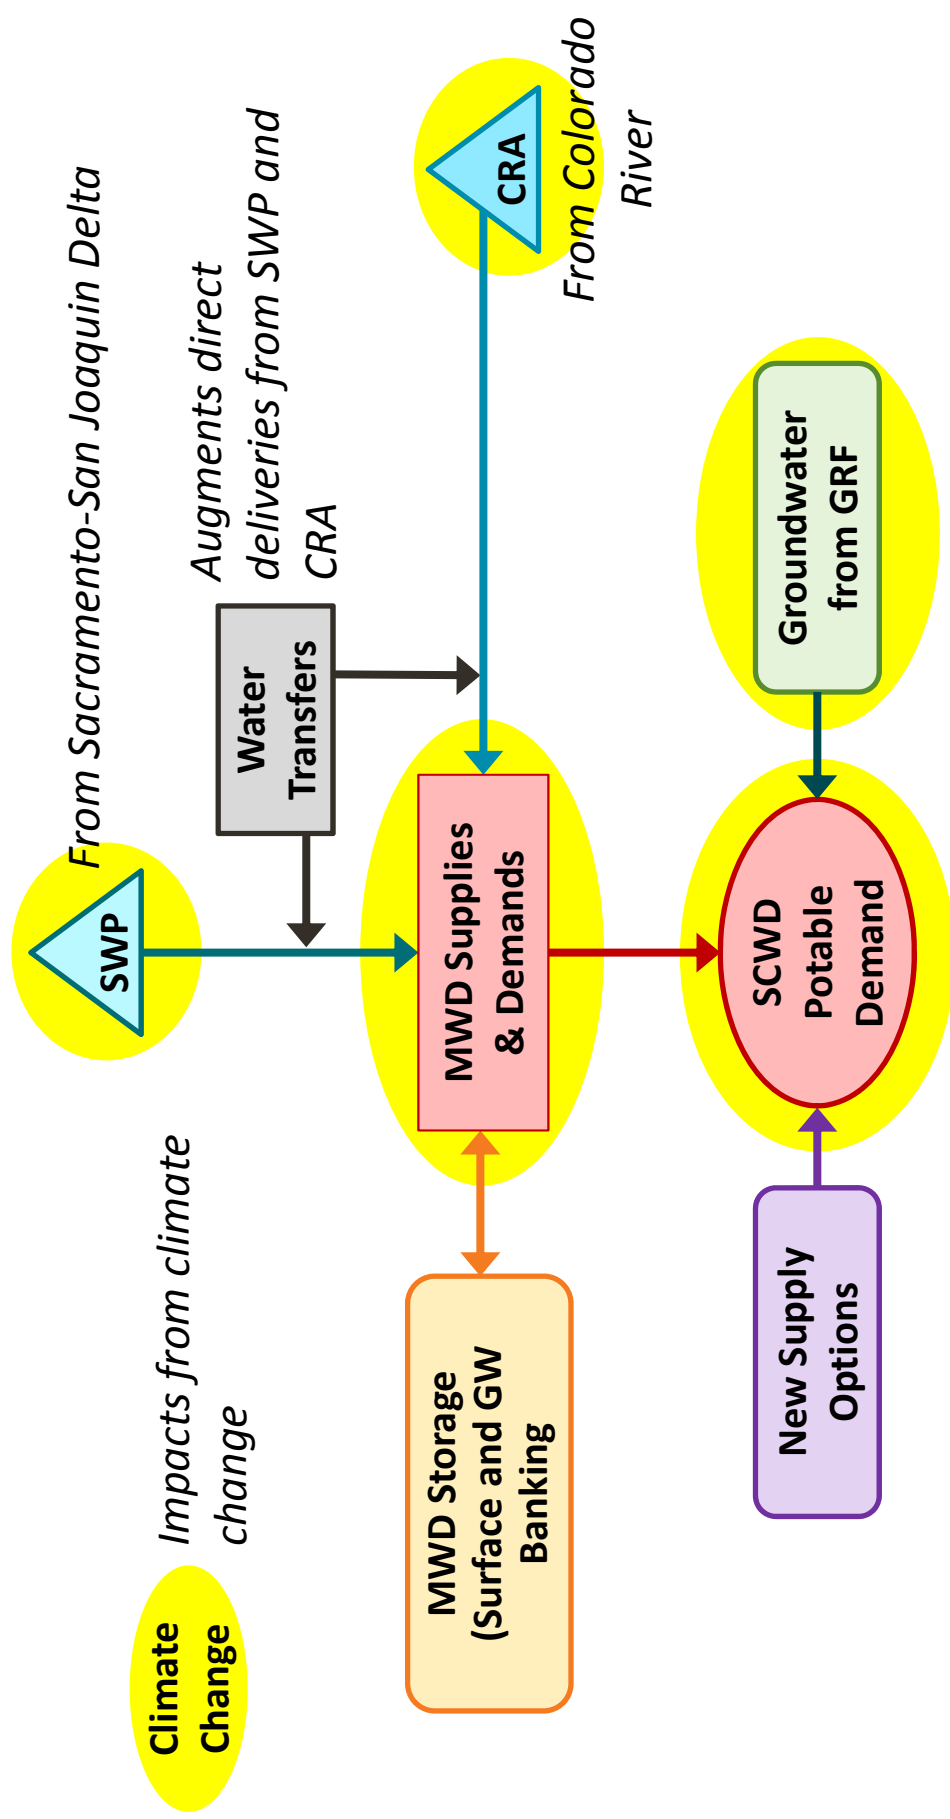 Climate
Change
Impacts from climate
change
SWP
From Sacramento-San Joaquin Delta
Water
Transfers
Augments direct
deliveries from SWP and
CRA
MWD Storage
(Surface and GW
Banking
MWD Supplies
& Demands
CRA
From Colorado
River
New Supply
Options
SCWD
Potable
Demand
Groundwater
from GRF